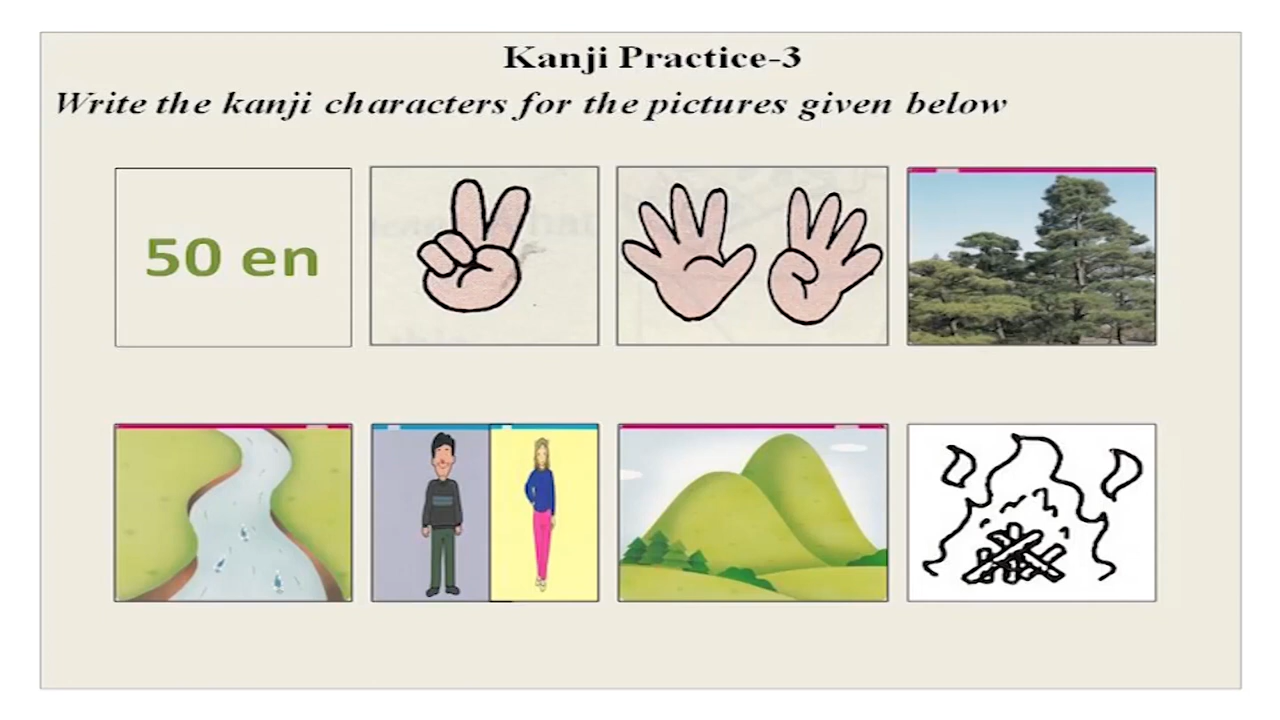 Kanji Practice-3
Write the kanji characters for the pictures given below
50 en